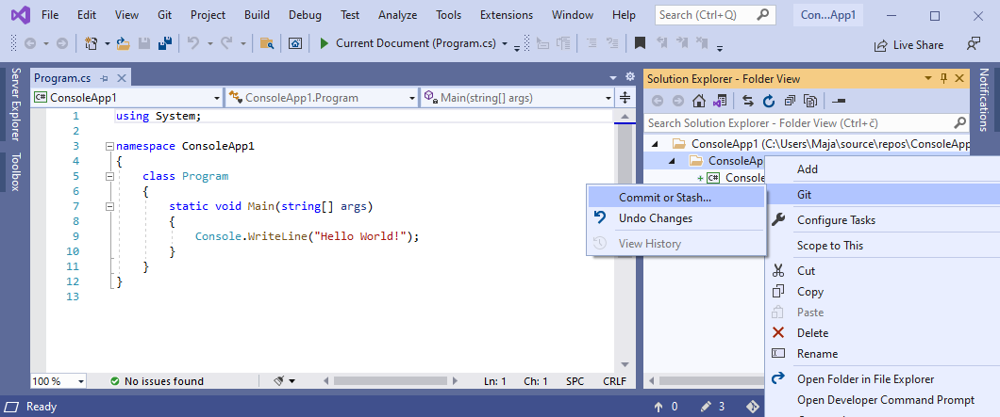 File Edit View Git Project Build Debug Test Analyze Tools Extensions Window Help Search (Ctrl+Q) Con...App1
Current Document (Program.cs) Live Share
Server Explorer
Toolbox
Program.cs
ConsoleApp1 ConsoleApp1.Program Main(string[] args)
1 using System;
2
3 namespace ConsoleApp1
4 {
5 class Program
6 {
7 static void Main(string[] args)
8 {
9 Console.WriteLine("Hello World!");
10 }
11 }
12 }
13
100 % No issues found Ln: 1 Ch: 1 SPC CRLF
Solution Explorer - Folder View
Search Solution Explorer - Folder View (Ctrl+č)
ConsoleApp1 (C:\Users\Maja\source\repos\ConsoleApp
ConsoleAp
Console
Notifications
Commit or Stash...
Undo Changes
View History
Add
Git
Configure Tasks
Scope to This
Cut
Copy
Paste
Delete
Rename
Open Folder in File Explorer
Open Developer Command Prompt
Ready 0 3